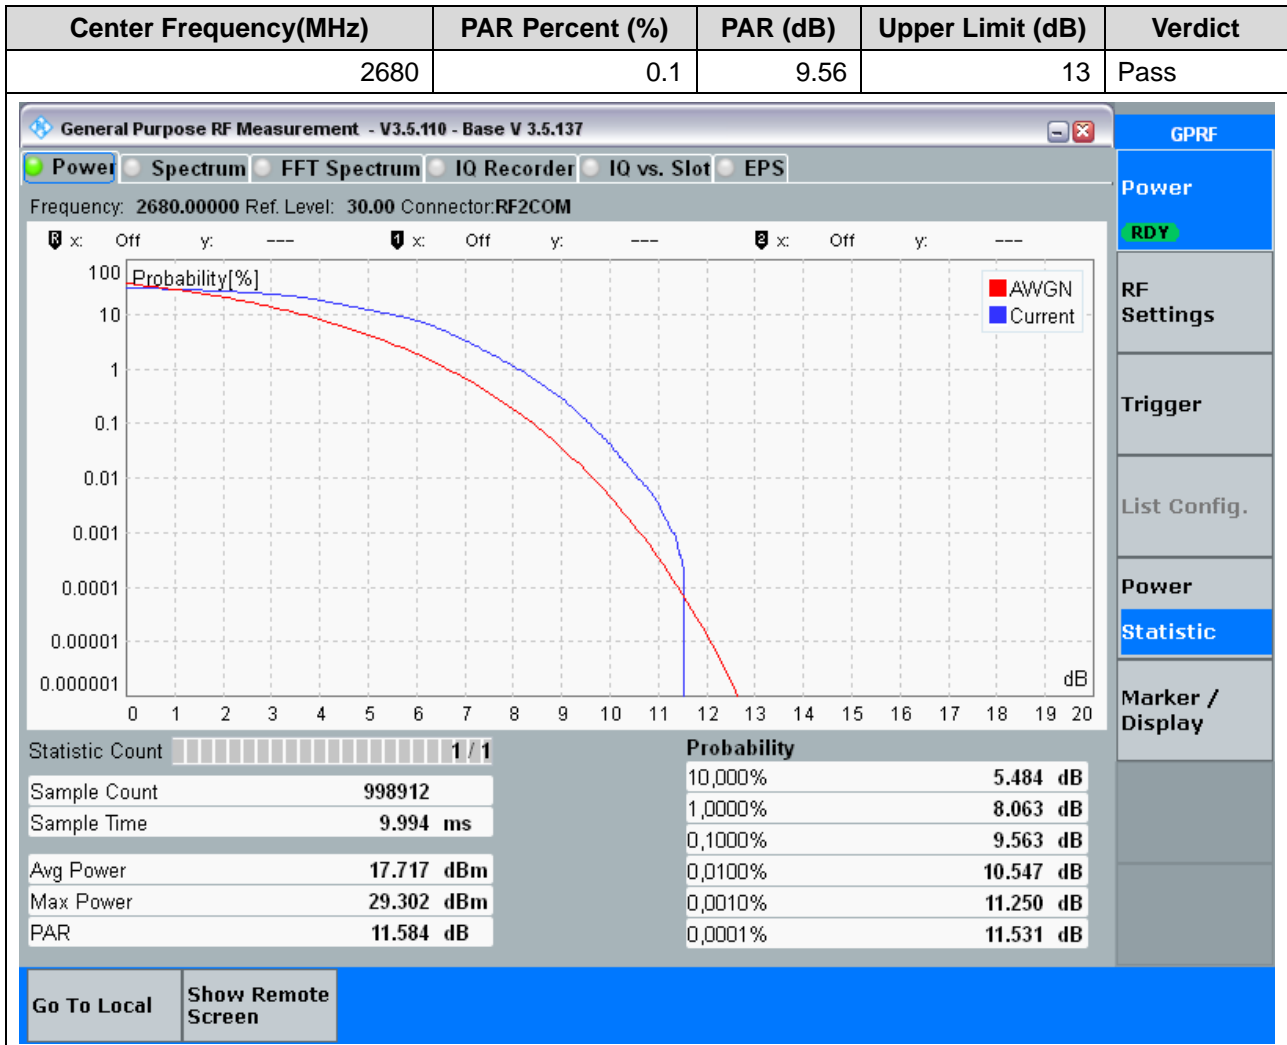 Center Frequency(MHz) PAR Percent (%) PAR (dB) Upper Limit (dB) Verdict
2680 0.1 9.56 13 Pass
General Purpose RF Measurement - V3.5.110 - Base V 3.5.137
GPRF
Power Spectrum FFT Spectrum IQ Recorder IQ vs. Slot EPS
Frequency: 2680.00000 Ref. Level: 30.00 Connector:RF2COM
R x: Off y: --- 1 x: Off y: --- 2 x: Off y: ---
Probability[%]
100
10
1
0.1
0.01
0.001
0.0001
0.00001
0.000001
AWGN
Current
dB
0 1 2 3 4 5 6 7 8 9 10 11 12 13 14 15 16 17 18 19 20
Statistic Count 1 / 1
Sample Count 998912
Sample Time 9.994 ms
Avg Power 17.717 dBm
Max Power 29.302 dBm
PAR 11.584 dB
Probability
10,000% 5.484 dB
1,0000% 8.063 dB
0,1000% 9.563 dB
0,0100% 10.547 dB
0,0010% 11.250 dB
0,0001% 11.531 dB
Power
RDY
RF
Settings
Trigger
List Config.
Power
Statistic
Marker /
Display
Go To Local
Show Remote
Screen